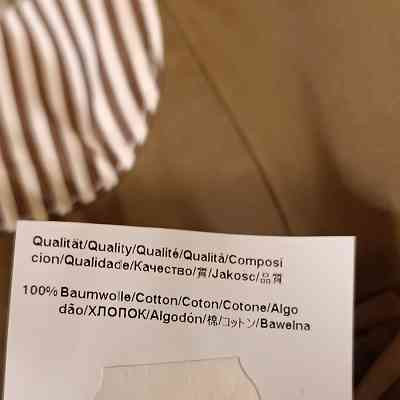 Qualität/Quality/Qualité/Qualità/Composi
cion/Qualidade/Качество/質/Jakosc/品質
100% Baumwolle/Cotton/Coton/Cotone/Algo
dão/ХЛОПОК/Algodón/棉/コットン/Bawelna